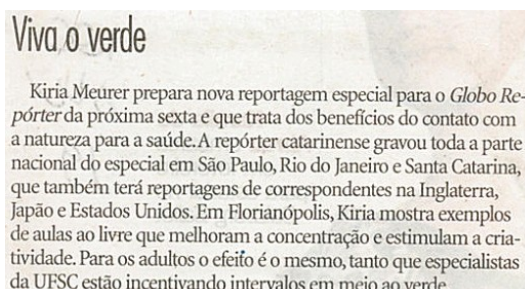 Viva o verde
Kiria Meurer prepara nova reportagem especial para o Globo Re-
pórter da próxima sexta e que trata dos benefícios do contato com
a natureza para a saúde. A repórter catarinense gravou toda a parte
nacional do especial em São Paulo, Rio do Janeiro e Santa Catarina,
que também terá reportagens de correspondentes na Inglaterra,
Japão e Estados Unidos. Em Florianópolis, Kiria mostra exemplos
de aulas ao livre que melhoram a concentração e estimulam a cria-
tividade. Para os adultos o efeito é o mesmo, tanto que especialistas
da UFSC estão incentivando intervalos em meio ao verde